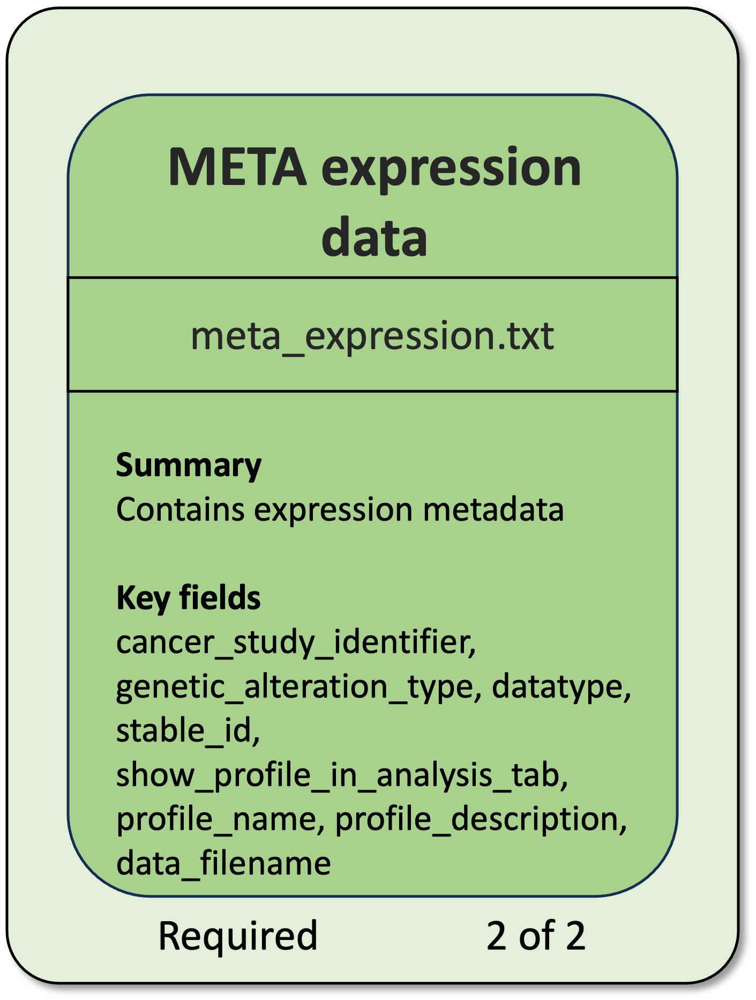 META expression
data
meta_expression.txt
Summary
Contains expression metadata
Key fields
cancer_study_identifier,
genetic_alteration_type, datatype,
stable_id,
show_profile_in_analysis_tab,
profile_name, profile_description,
data_filename
Required 2 of 2